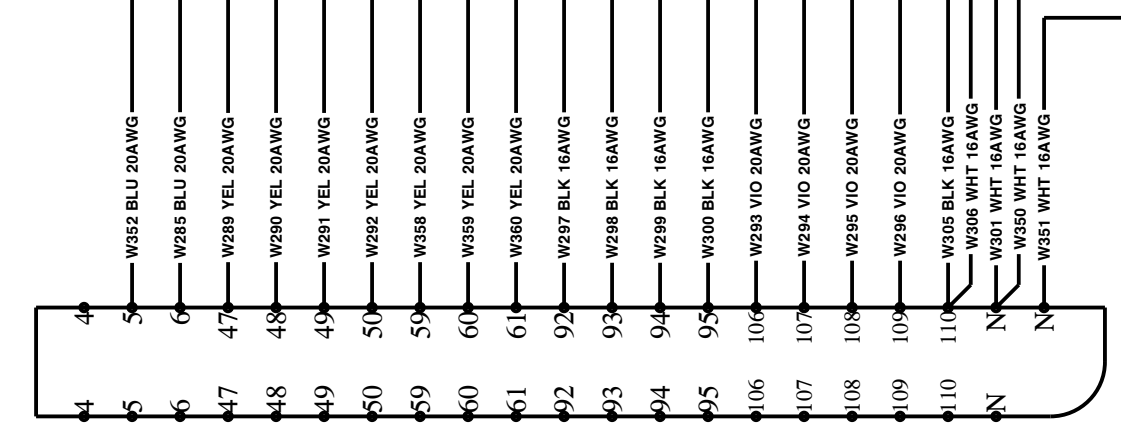 W352 BLU 20AWG
W285 BLU 20AWG
W289 YEL 20AWG
W290 YEL 20AWG
W291 YEL 20AWG
W292 YEL 20AWG
W358 YEL 20AWG
W359 YEL 20AWG
W360 YEL 20AWG
W297 BLK 16AWG
W298 BLK 16AWG
W299 BLK 16AWG
W300 BLK 16AWG
W293 VIO 20AWG
W294 VIO 20AWG
W295 VIO 20AWG
W296 VIO 20AWG
W305 BLK 16AWG
W306 WHT 16AWG
W301 WHT 16AWG
W350 WHT 16AWG
W351 WHT 16AWG
4 5 6 47 48 49 50 59 60 61 92 93 94 95 106 107 108 109 110 N N
4 5 6 47 48 49 50 59 60 61 92 93 94 95 106 107 108 109 110 N